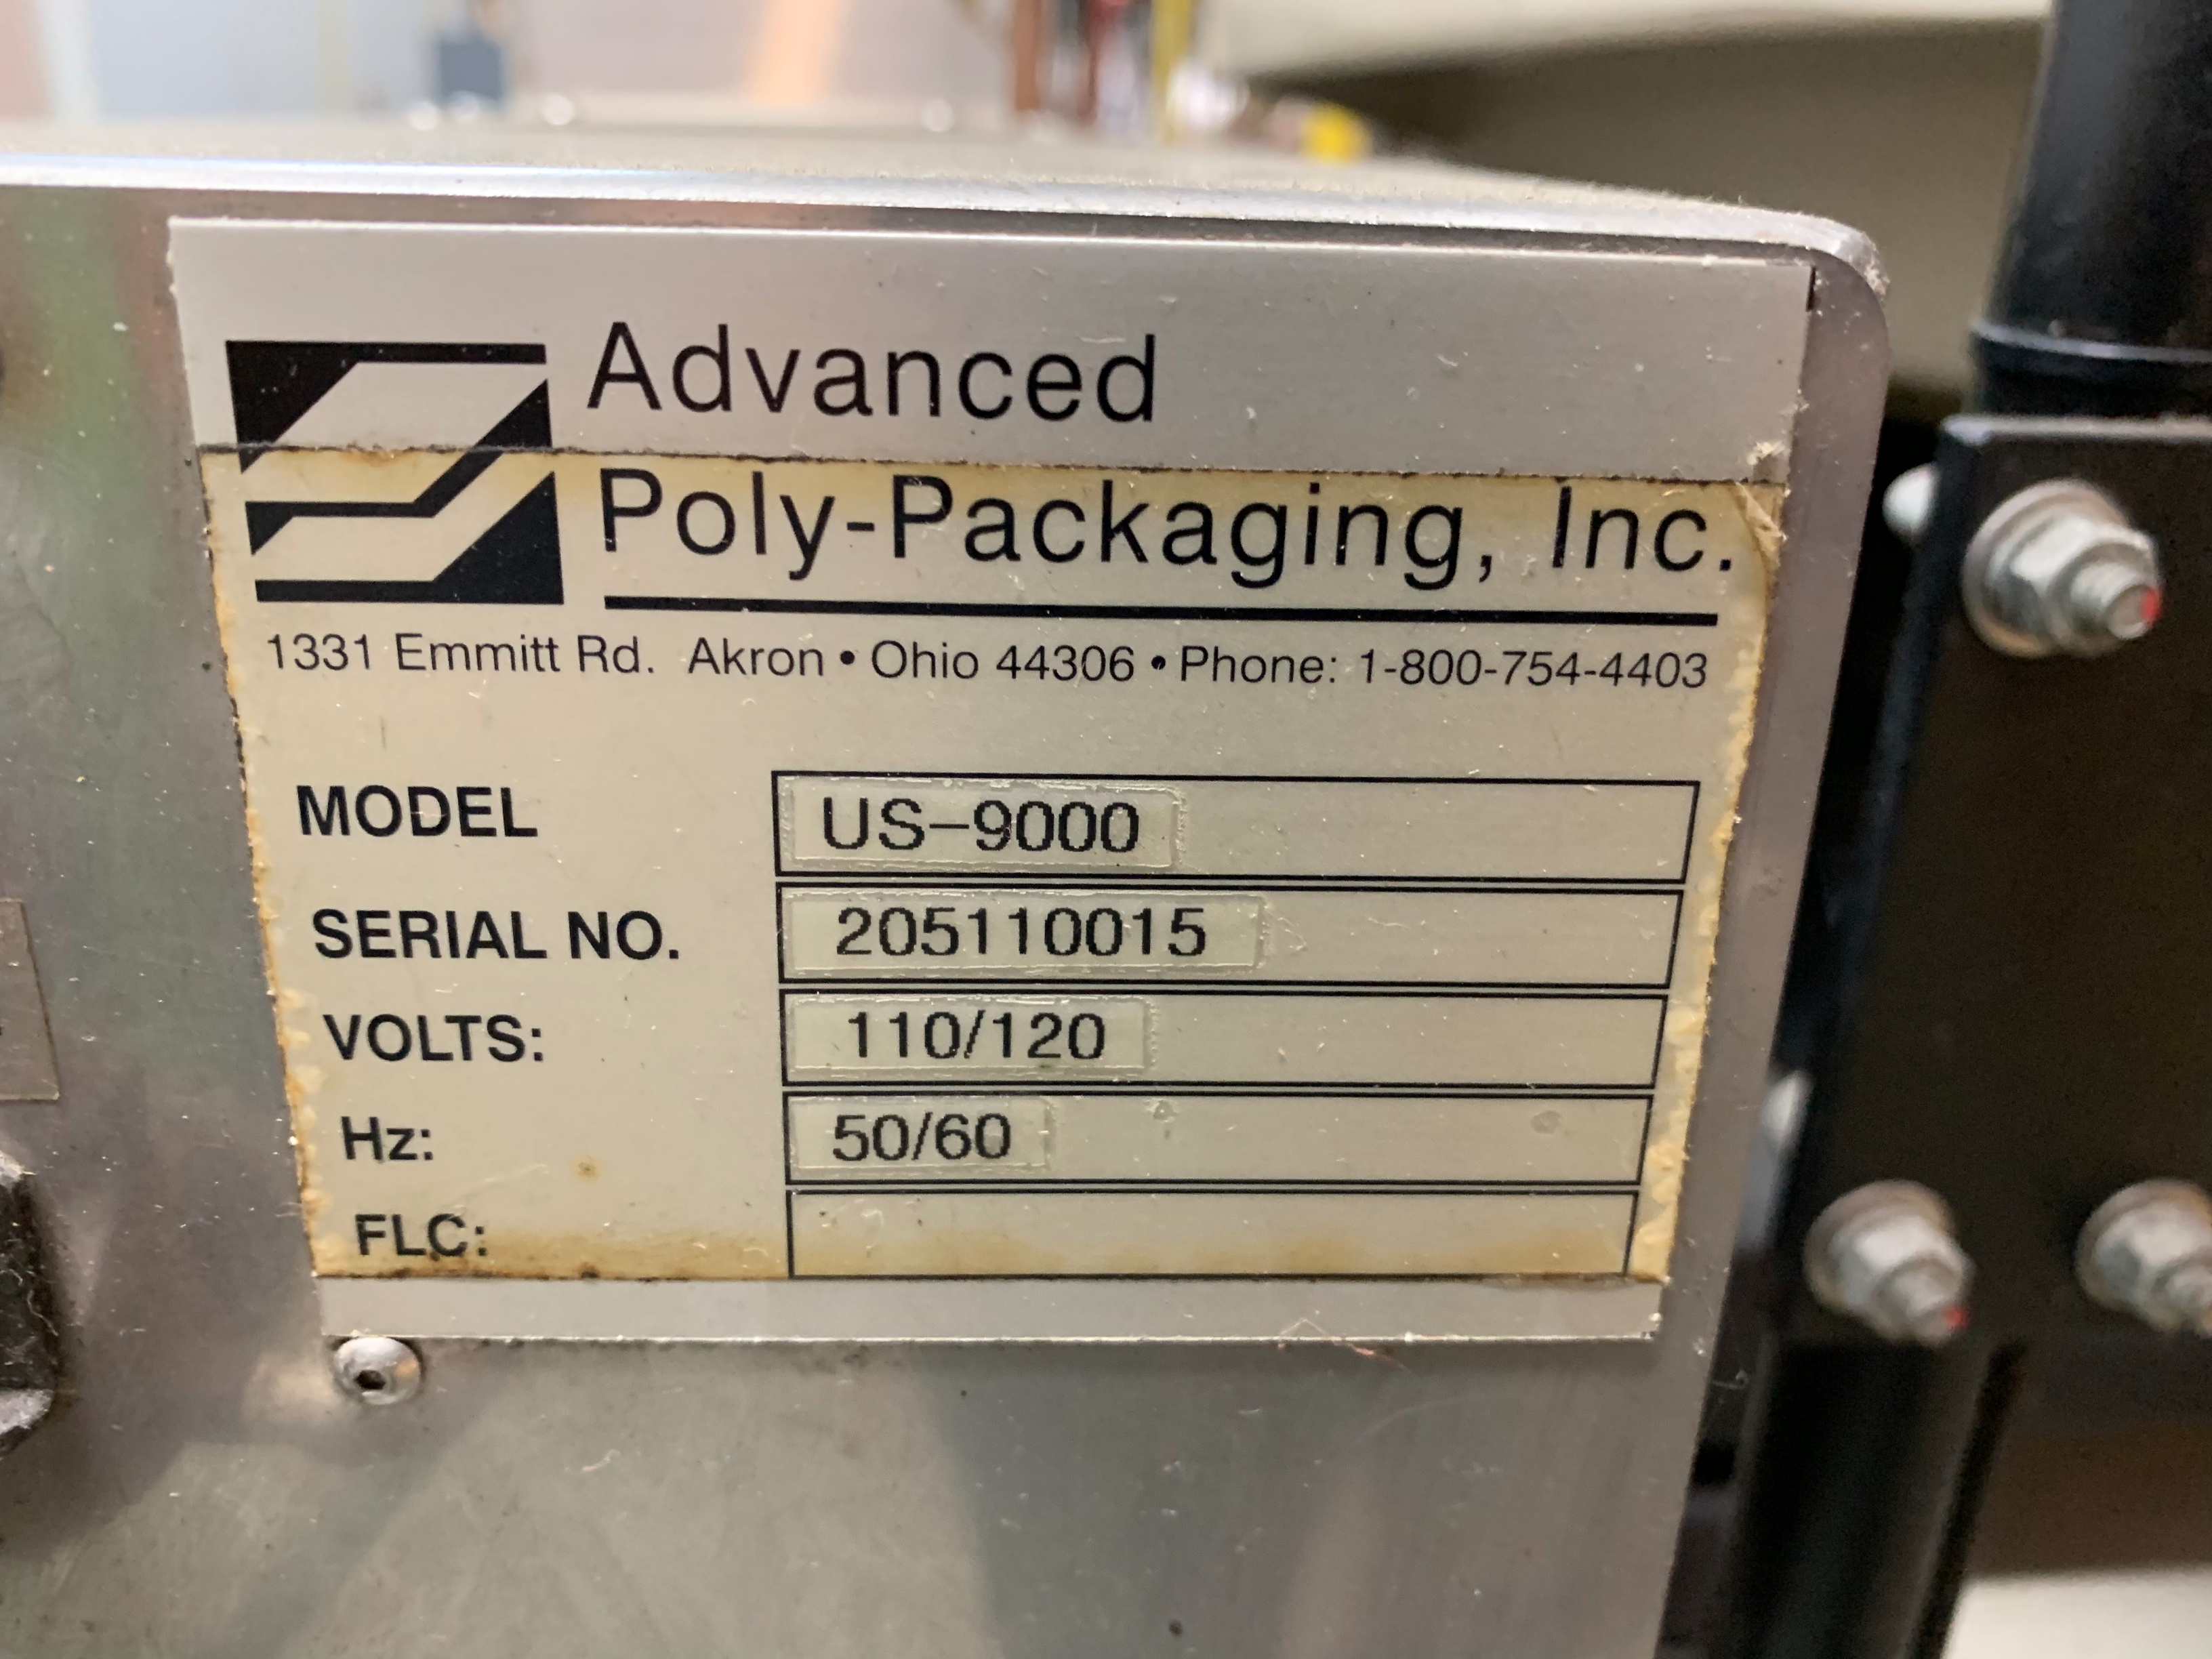 Advanced
Poly-Packaging, Inc.
1331 Emmitt Rd. Akron • Ohio 44306 • Phone: 1-800-754-4403
MODEL US-9000
SERIAL NO. 205110015
VOLTS: 110/120
Hz: 50/60
FLC: